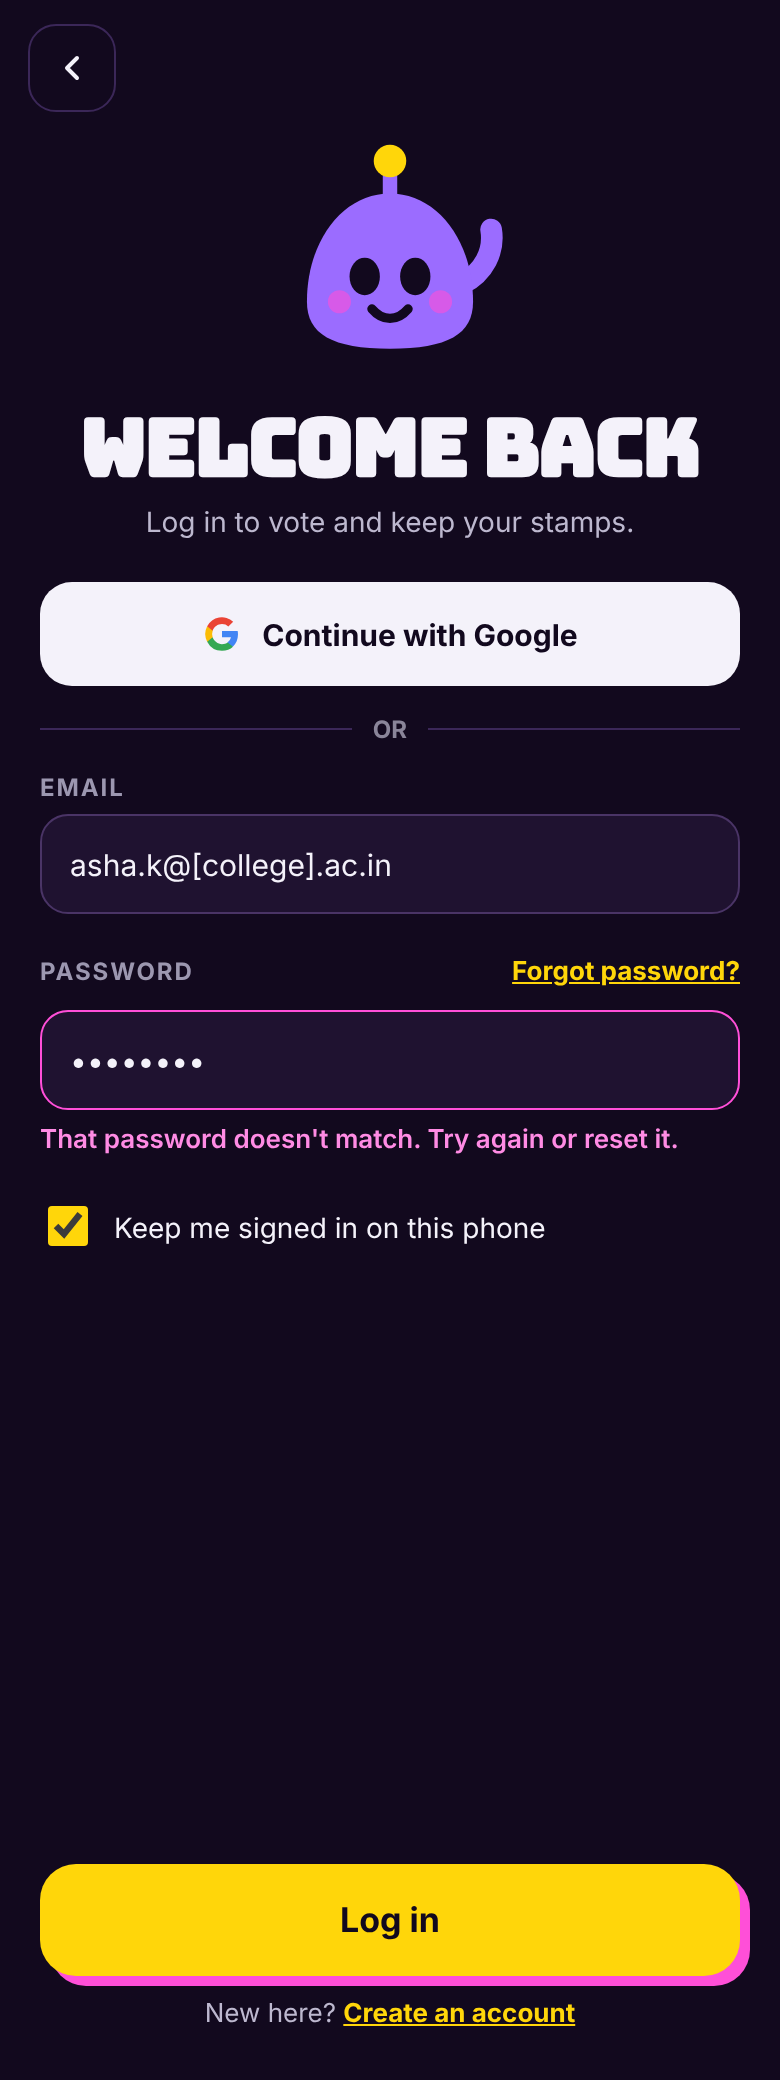 WELCOME BACK
Log in to vote and keep your stamps.
Continue with Google
OR
EMAIL
asha.k@[college].ac.in
PASSWORD
Forgot password?
••••••••
That password doesn't match. Try again or reset it.
Keep me signed in on this phone
Log in
New here? Create an account